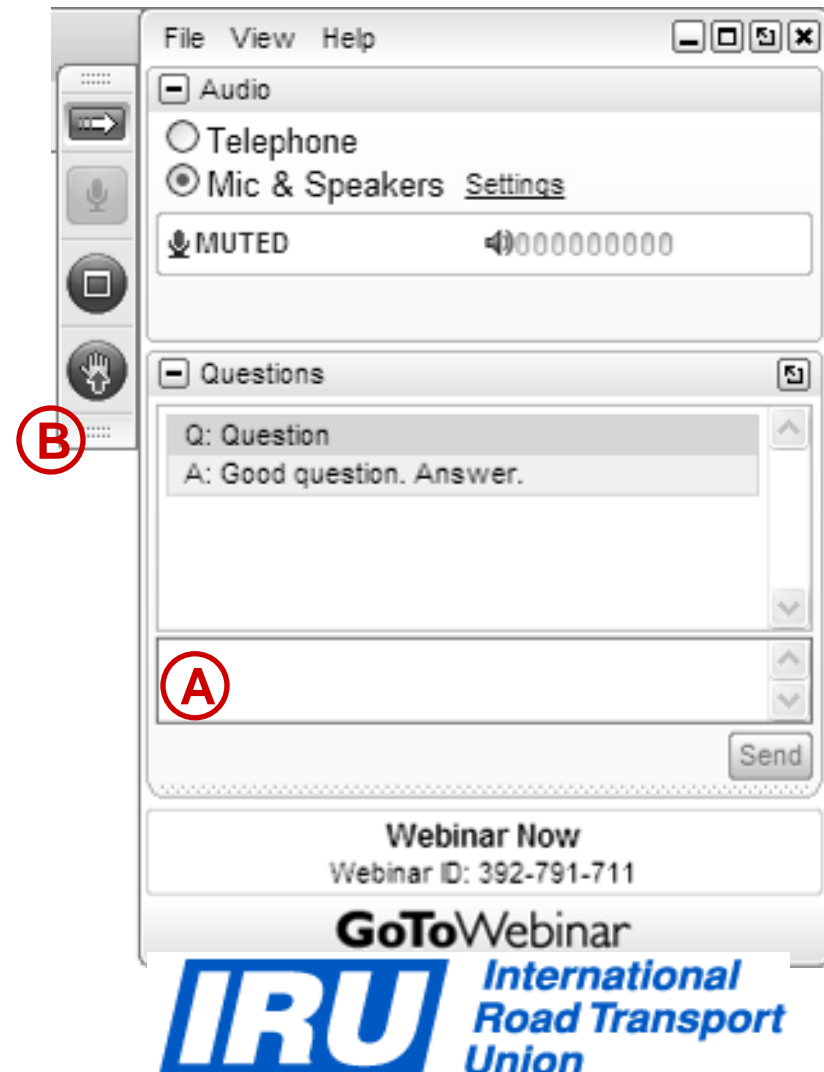 File View Help
Audio
Telephone
Mic & Speakers Settings
MUTED
Questions
Q: Question
A: Good question. Answer.
B
A
Send
Webinar Now
Webinar ID: 392-791-711
GoToWebinar
IRU International
Road Transport
Union